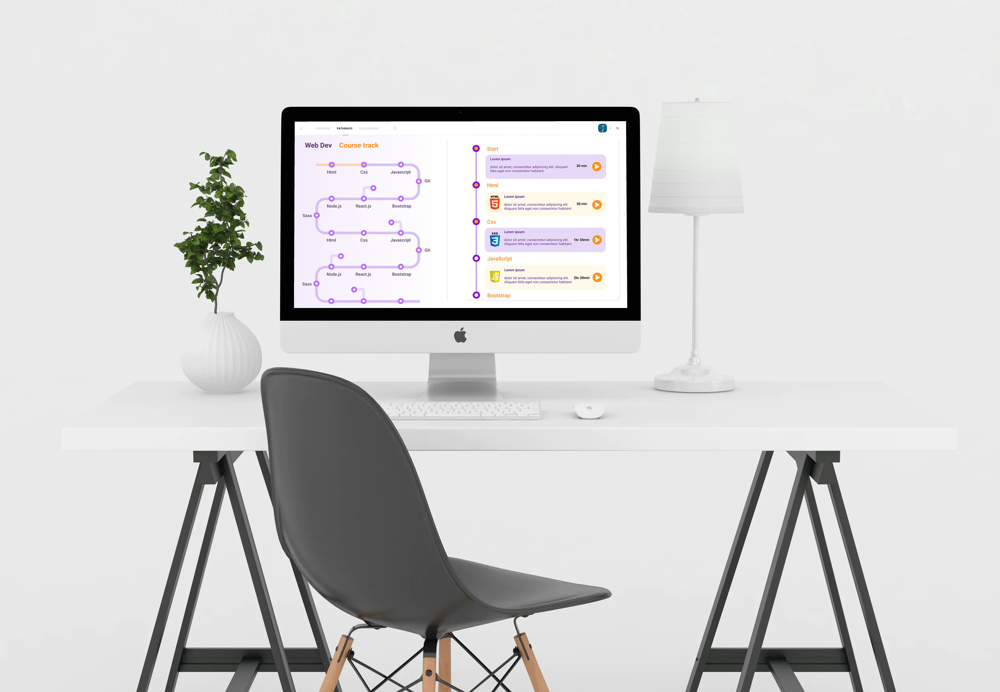 OVERVIEW PATHWAYS HACKATHONS
Web Dev Course track
Html Css Javascript
Git
Node.js React.js Bootstrap
Sass
Html Css Javascript
Git
Node.js React.js Bootstrap
Sass
Start
Lorem ipsum
dolor sit amet, consectetur adipiscing elit. Aliquam
felis eget non consectetur habitant.
30 min
Html
HTML
5
Lorem ipsum
dolor sit amet, consectetur adipiscing elit.
Aliquam felis eget non consectetur habitant.
50 min
Css
CSS
3
Lorem ipsum
dolor sit amet, consectetur adipiscing elit.
Aliquam felis eget non consectetur habitant.
1hr 30min
JavaScript
JS
Lorem ipsum
dolor sit amet, consectetur adipiscing elit.
Aliquam felis eget non consectetur habitant.
2hr 30min
Bootstrap